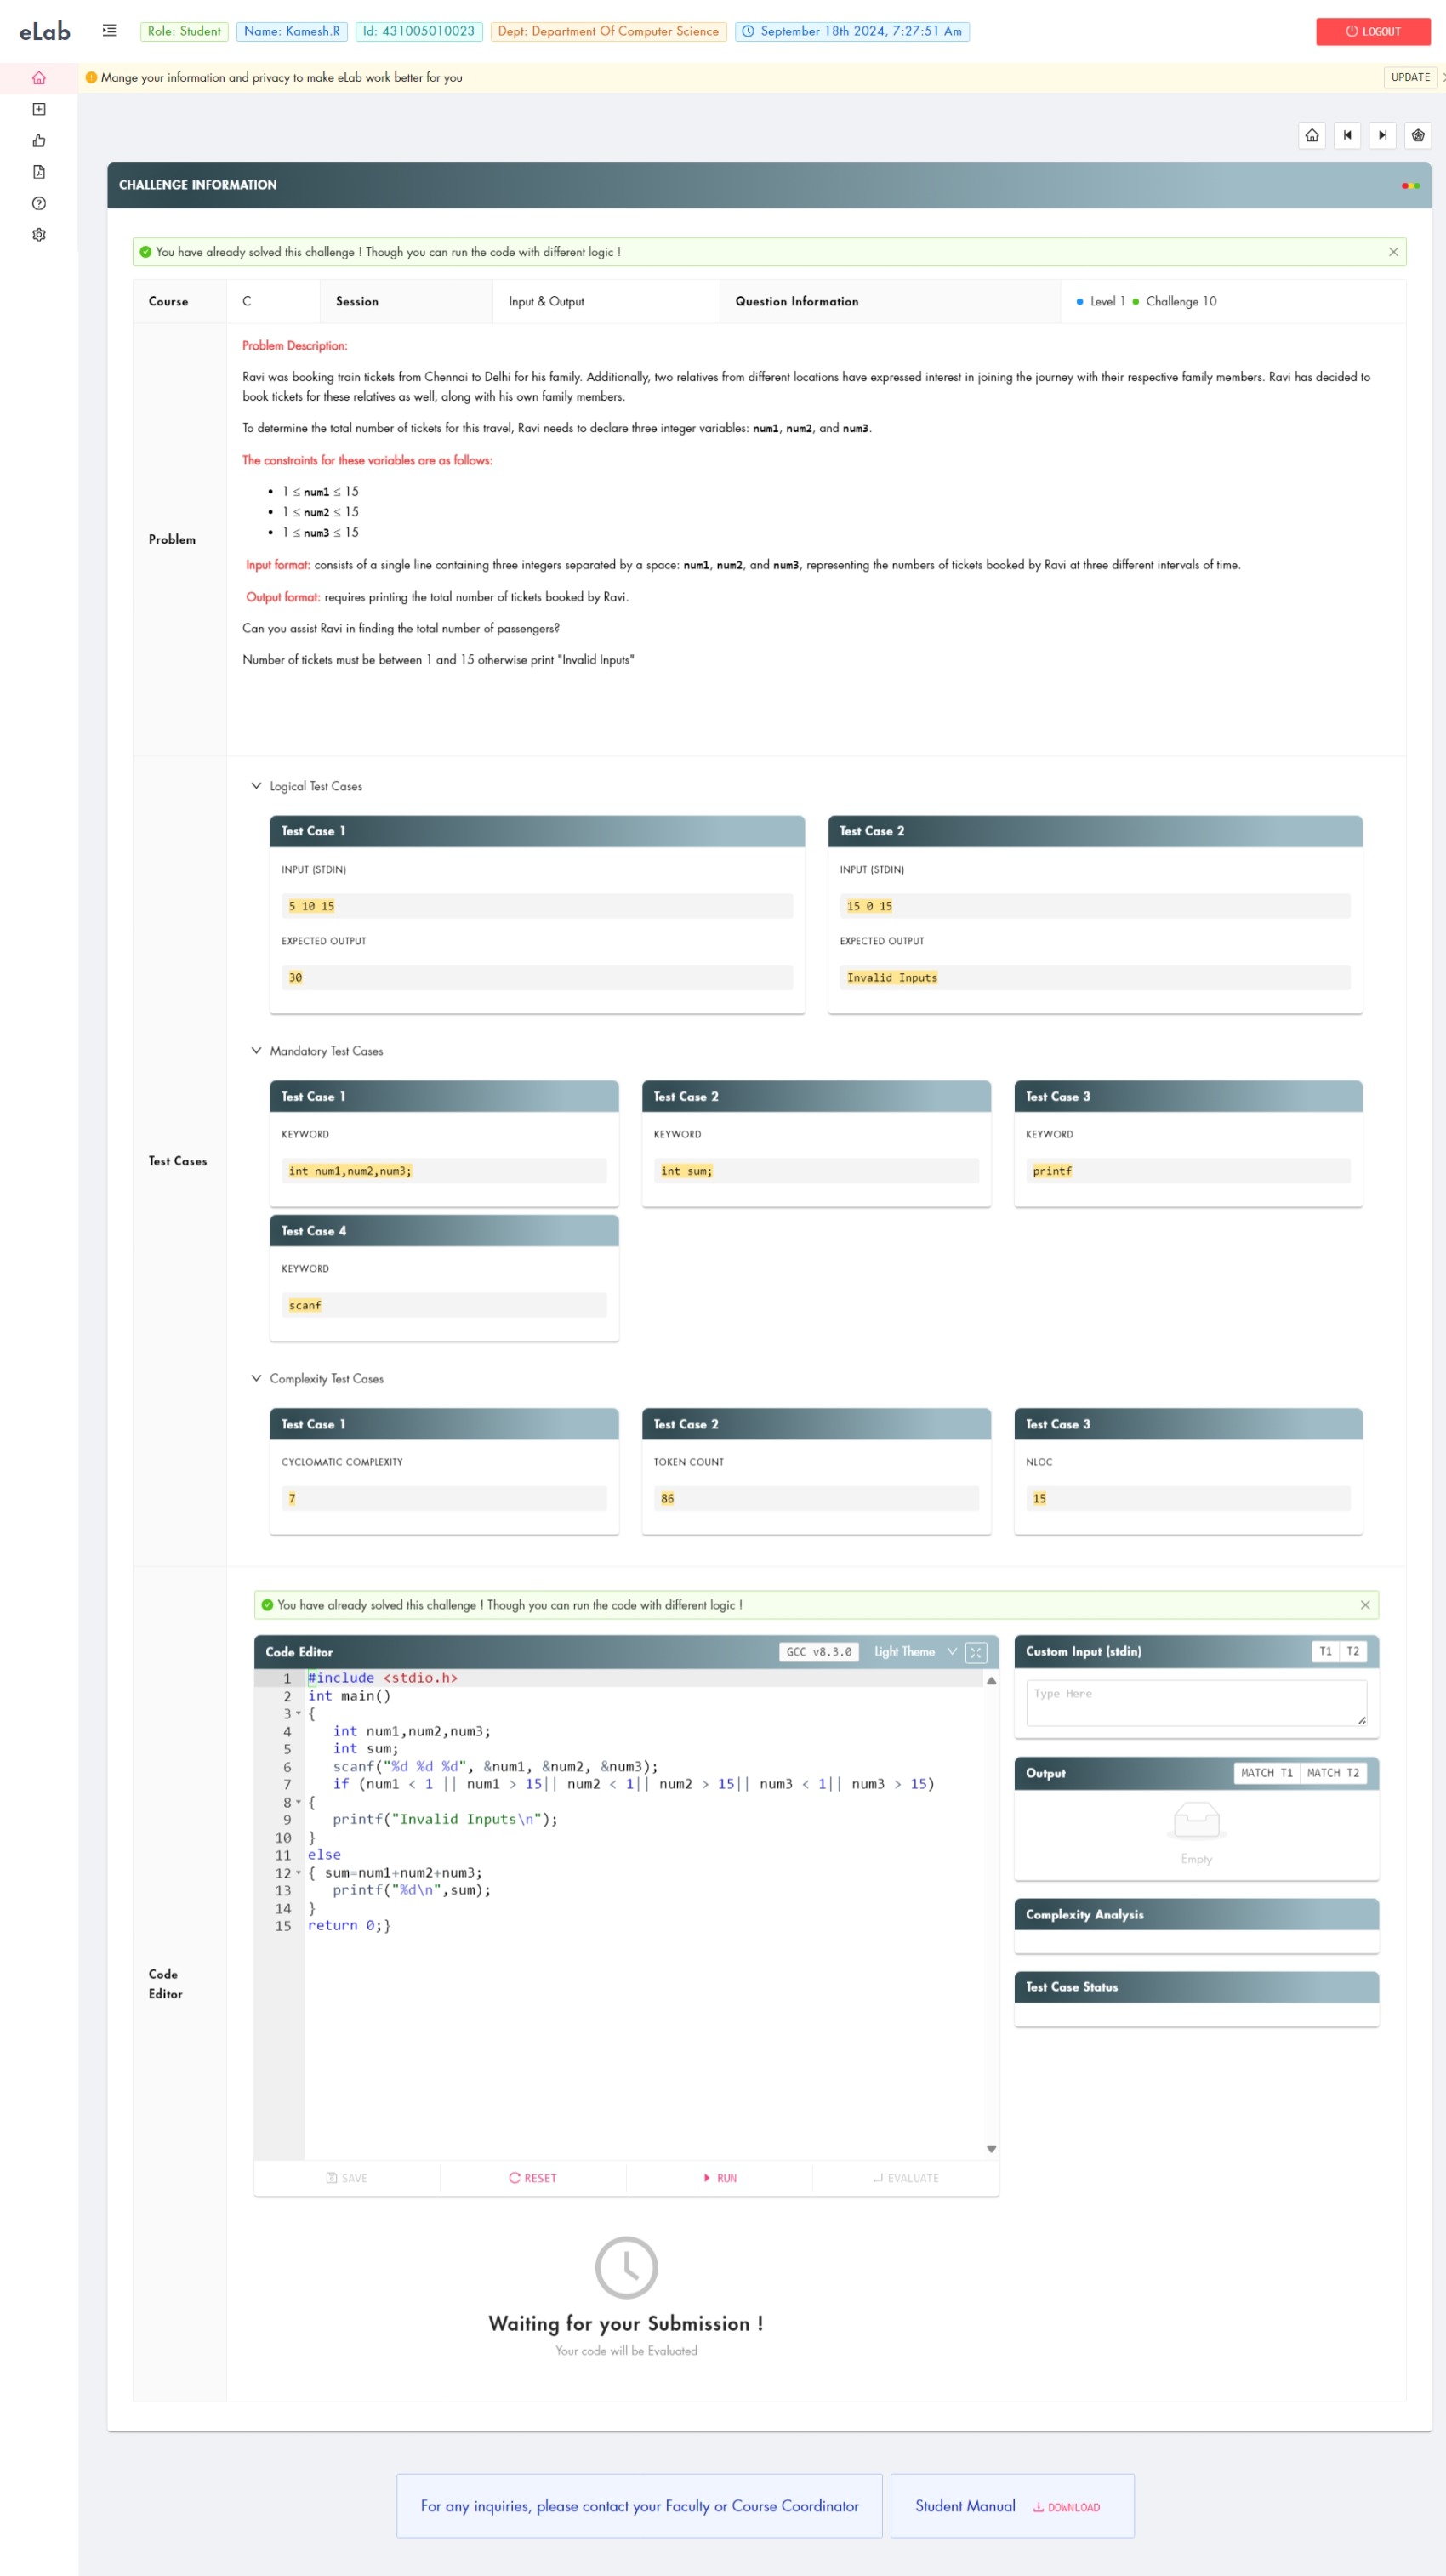 eLab
Role: Student
Name: Kamesh.R
Id: 431005010023
Dept: Department Of Computer Science
September 18th 2024, 7:27:51 Am
LOGOUT
Mange your information and privacy to make eLab work better for you
UPDATE
CHALLENGE INFORMATION
You have already solved this challenge ! Though you can run the code with different logic !
Course
C
Session
Input & Output
Question Information
Level 1
Challenge 10
Problem
Problem Description:
Ravi was booking train tickets from Chennai to Delhi for his family. Additionally, two relatives from different locations have expressed interest in joining the journey with their respective family members. Ravi has decided to
book tickets for these relatives as well, along with his own family members.
To determine the total number of tickets for this travel, Ravi needs to declare three integer variables: num1, num2, and num3.
The constraints for these variables are as follows:
• 1 ≤ num1 ≤ 15
• 1 ≤ num2 ≤ 15
• 1 ≤ num3 ≤ 15
Input format: consists of a single line containing three integers separated by a space: num1, num2, and num3, representing the numbers of tickets booked by Ravi at three different intervals of time.
Output format: requires printing the total number of tickets booked by Ravi.
Can you assist Ravi in finding the total number of passengers?
Number of tickets must be between 1 and 15 otherwise print "Invalid Inputs"
Test Cases
Logical Test Cases
Test Case 1
INPUT (STDIN)
5 10 15
EXPECTED OUTPUT
30
Test Case 2
INPUT (STDIN)
15 0 15
EXPECTED OUTPUT
Invalid Inputs
Mandatory Test Cases
Test Case 1
KEYWORD
int num1,num2,num3;
Test Case 2
KEYWORD
int sum;
Test Case 3
KEYWORD
printf
Test Case 4
KEYWORD
scanf
Complexity Test Cases
Test Case 1
CYCLOMATIC COMPLEXITY
7
Test Case 2
TOKEN COUNT
86
Test Case 3
NLOC
15
Code
Editor
You have already solved this challenge ! Though you can run the code with different logic !
Code Editor
GCC v8.3.0
Light Theme
1 #include <stdio.h>
2 int main()
3 {
4 int num1,num2,num3;
5 int sum;
6 scanf("%d %d %d", &num1, &num2, &num3);
7 if (num1 < 1 || num1 > 15|| num2 < 1|| num2 > 15|| num3 < 1|| num3 > 15)
8 {
9 printf("Invalid Inputs\n");
10 }
11 else
12 { sum=num1+num2+num3;
13 printf("%d\n",sum);
14 }
15 return 0;}
SAVE
RESET
RUN
EVALUATE
Custom Input (stdin)
T1
T2
Type Here
Output
MATCH T1
MATCH T2
Empty
Complexity Analysis
Test Case Status
Waiting for your Submission !
Your code will be Evaluated
For any inquiries, please contact your Faculty or Course Coordinator
Student Manual
DOWNLOAD